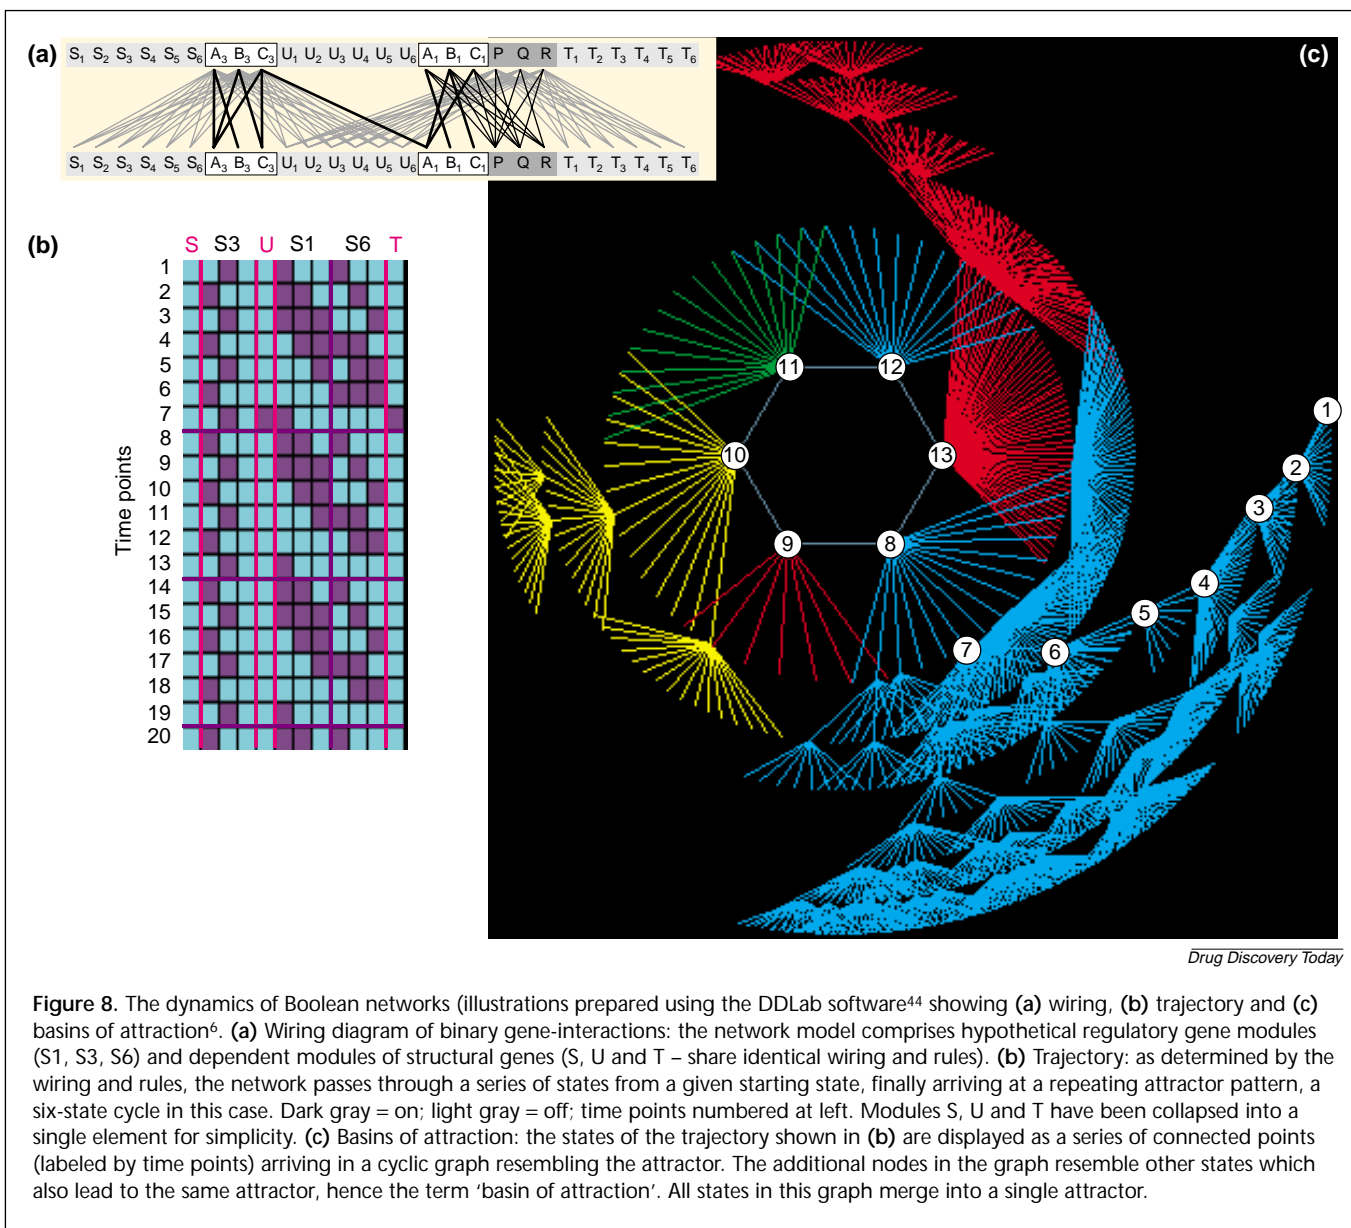 (a) S1 S2 S3 S4 S5 S6 A3 B3 C3 U1 U2 U3 U4 U5 U6 A1 B1 C1 P Q R T1 T2 T3 T4 T5 T6 (c)
S1 S2 S3 S4 S5 S6 A3 B3 C3 U1 U2 U3 U4 U5 U6 A1 B1 C1 P Q R T1 T2 T3 T4 T5 T6
(b) S S3 U S1 S6 T
Time points
1
2
3
4
5
6
7
8
9
10
11
12
13
14
15
16
17
18
19
20
11
12
10
13
9
8
7
6
5
4
3
2
1
Drug Discovery Today
Figure 8. The dynamics of Boolean networks (illustrations prepared using the DDLab software44 showing (a) wiring, (b) trajectory and (c)
basins of attraction6. (a) Wiring diagram of binary gene-interactions: the network model comprises hypothetical regulatory gene modules
(S1, S3, S6) and dependent modules of structural genes (S, U and T – share identical wiring and rules). (b) Trajectory: as determined by the
wiring and rules, the network passes through a series of states from a given starting state, finally arriving at a repeating attractor pattern, a
six-state cycle in this case. Dark gray = on; light gray = off; time points numbered at left. Modules S, U and T have been collapsed into a
single element for simplicity. (c) Basins of attraction: the states of the trajectory shown in (b) are displayed as a series of connected points
(labeled by time points) arriving in a cyclic graph resembling the attractor. The additional nodes in the graph resemble other states which
also lead to the same attractor, hence the term ‘basin of attraction’. All states in this graph merge into a single attractor.